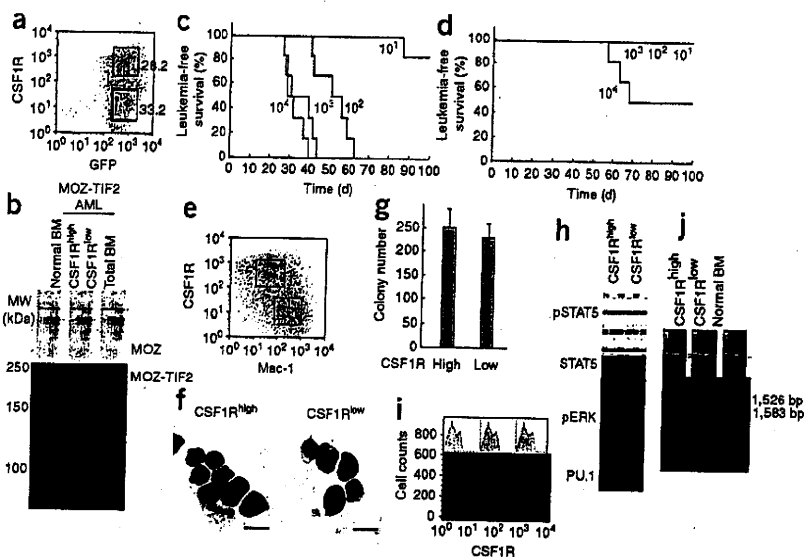 a
CSF1R
10⁴
10³
10²
10¹
10⁰
28.2
33.2
10⁰ 10¹ 10² 10³ 10⁴
GFP
c
Leukemia-free
survival (%)
100
80
60
40
20
0
10¹
10⁴ 10³ 10²
0 10 20 30 40 50 60 70 80 90 100
Time (d)
d
Leukemia-free
survival (%)
100
80
60
40
20
0
10³ 10² 10¹
10⁴
0 10 20 30 40 50 60 70 80 90 100
Time (d)
b
MOZ-TIF2
AML
Normal BM
CSF1Rhigh
CSF1Rlow
Total BM
MW
(kDa)
MOZ
250
MOZ-TIF2
150
100
e
CSF1R
10⁴
10³
10²
10¹
10⁰ 10¹ 10² 10³ 10⁴
Mac-1
f
CSF1Rhigh
CSF1Rlow
g
Colony number
250
200
150
100
50
0
CSF1R High Low
i
Cell counts
800
600
400
200
0
10⁰ 10¹ 10² 10³ 10⁴
CSF1R
h
CSF1Rhigh
CSF1Rlow
pSTAT5
STAT5
pERK
PU.1
j
CSF1Rhigh
CSF1Rlow
Normal BM
1,526 bp
1,583 bp